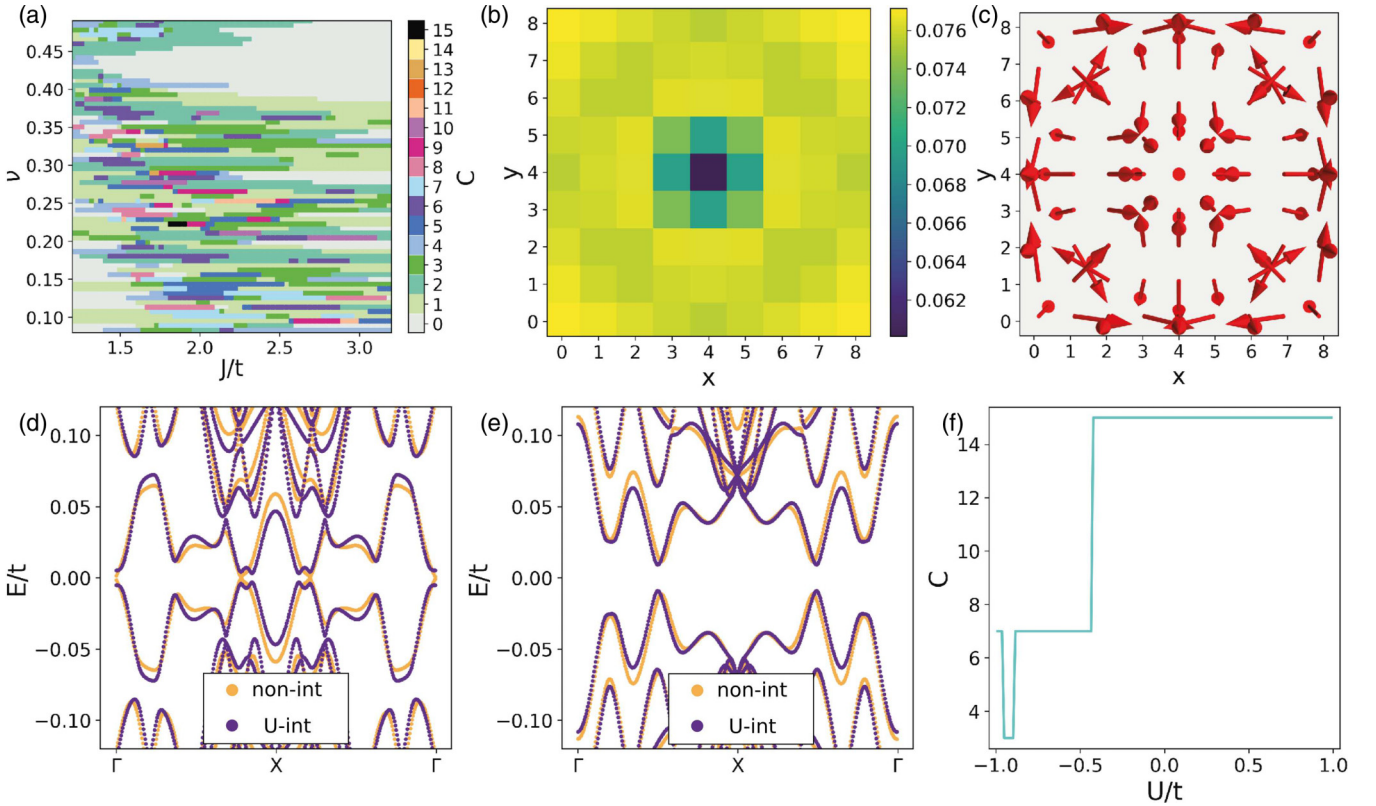 (a)
0.45
0.40
0.35
0.30
0.25
0.20
0.15
0.10
ν
1.5 2.0 2.5 3.0
J/t
15
14
13
12
11
10
9
8
7
6
5
4
3
2
1
0
C
(b)
8
7
6
5
4
3
2
1
0
y
0 1 2 3 4 5 6 7 8
x
0.076
0.074
0.072
0.070
0.068
0.066
0.064
0.062
(c)
8
7
6
5
4
3
2
1
0
y
0 1 2 3 4 5 6 7 8
x
(d)
0.10
0.05
0.00
−0.05
−0.10
E/t
non-int
U-int
Γ X Γ
(e)
0.10
0.05
0.00
−0.05
−0.10
E/t
non-int
U-int
Γ X Γ
(f)
14
12
10
8
6
4
C
−1.0 −0.5 0.0 0.5 1.0
U/t